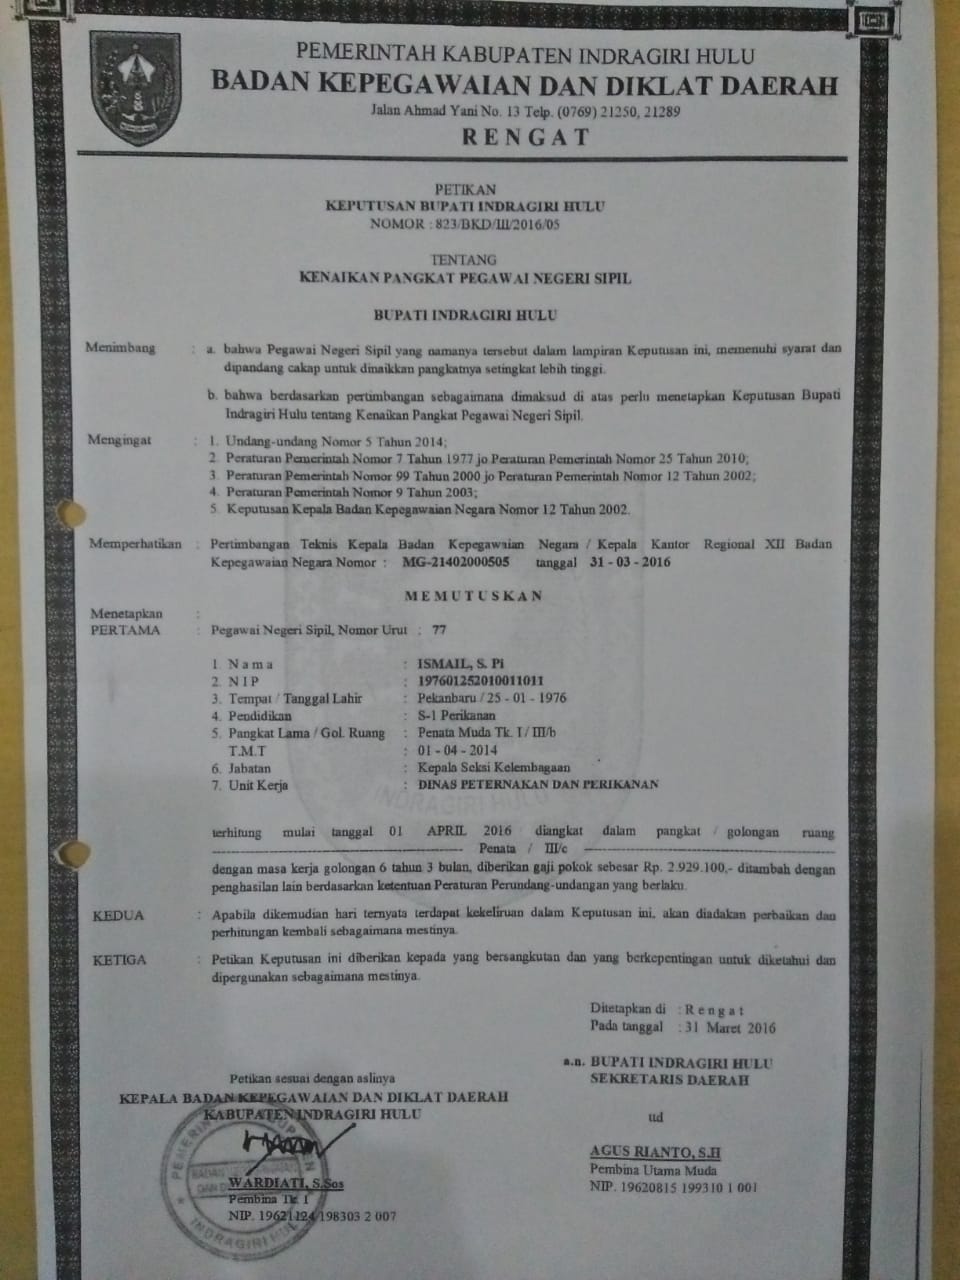 PEMERINTAH KABUPATEN INDRAGIRI HULU
BADAN KEPEGAWAIAN DAN DIKLAT DAERAH
Jalan Ahmad Yani No. 13 Telp. (0769) 21250, 21289
R E N G A T
PETIKAN
KEPUTUSAN BUPATI INDRAGIRI HULU
NOMOR : 823/BKD/III/2016/05
TENTANG
KENAIKAN PANGKAT PEGAWAI NEGERI SIPIL
BUPATI INDRAGIRI HULU
Menimbang : a. bahwa Pegawai Negeri Sipil yang namanya tersebut dalam lampiran Keputusan ini, memenuhi syarat dan
dipandang cakap untuk dinaikkan pangkatnya setingkat lebih tinggi.
b. bahwa berdasarkan pertimbangan sebagaimana dimaksud di atas perlu menetapkan Keputusan Bupati
Indragiri Hulu tentang Kenaikan Pangkat Pegawai Negeri Sipil.
Mengingat : 1. Undang-undang Nomor 5 Tahun 2014;
2. Peraturan Pemerintah Nomor 7 Tahun 1977 jo Peraturan Pemerintah Nomor 25 Tahun 2010;
3. Peraturan Pemerintah Nomor 99 Tahun 2000 jo Peraturan Pemerintah Nomor 12 Tahun 2002;
4. Peraturan Pemerintah Nomor 9 Tahun 2003;
5. Keputusan Kepala Badan Kepegawaian Negara Nomor 12 Tahun 2002.
Memperhatikan : Pertimbangan Teknis Kepala Badan Kepegawaian Negara / Kepala Kantor Regional XII Badan
Kepegawaian Negara Nomor : MG-21402000505 tanggal 31 - 03 - 2016
M E M U T U S K A N
Menetapkan :
PERTAMA : Pegawai Negeri Sipil, Nomor Urut : 77
1. N a m a : ISMAIL, S. Pi
2. N I P : 197601252010011011
3. Tempat / Tanggal Lahir : Pekanbaru / 25 - 01 - 1976
4. Pendidikan : S-1 Perikanan
5. Pangkat Lama / Gol. Ruang : Penata Muda Tk. I / III/b
T.M.T : 01 - 04 - 2014
6. Jabatan : Kepala Seksi Kelembagaan
7. Unit Kerja : DINAS PETERNAKAN DAN PERIKANAN
terhitung mulai tanggal 01 APRIL 2016 diangkat dalam pangkat / golongan ruang
Penata / III/c
dengan masa kerja golongan 6 tahun 3 bulan, diberikan gaji pokok sebesar Rp. 2.929.100,- ditambah dengan
penghasilan lain berdasarkan ketentuan Peraturan Perundang-undangan yang berlaku.
KEDUA : Apabila dikemudian hari ternyata terdapat kekeliruan dalam Keputusan ini, akan diadakan perbaikan dan
perhitungan kembali sebagaimana mestinya.
KETIGA : Petikan Keputusan ini diberikan kepada yang bersangkutan dan yang berkepentingan untuk diketahui dan
dipergunakan sebagaimana mestinya.
Ditetapkan di : R e n g a t
Pada tanggal : 31 Maret 2016
a.n. BUPATI INDRAGIRI HULU
SEKRETARIS DAERAH
ttd
AGUS RIANTO, S.H
Pembina Utama Muda
NIP. 19620815 199310 1 001
Petikan sesuai dengan aslinya
KEPALA BADAN KEPEGAWAIAN DAN DIKLAT DAERAH
KABUPATEN INDRAGIRI HULU
WARDIATI, S.Sos
Pembina Tk I
NIP. 19621124 198303 2 007
INDRAGIRI HULU